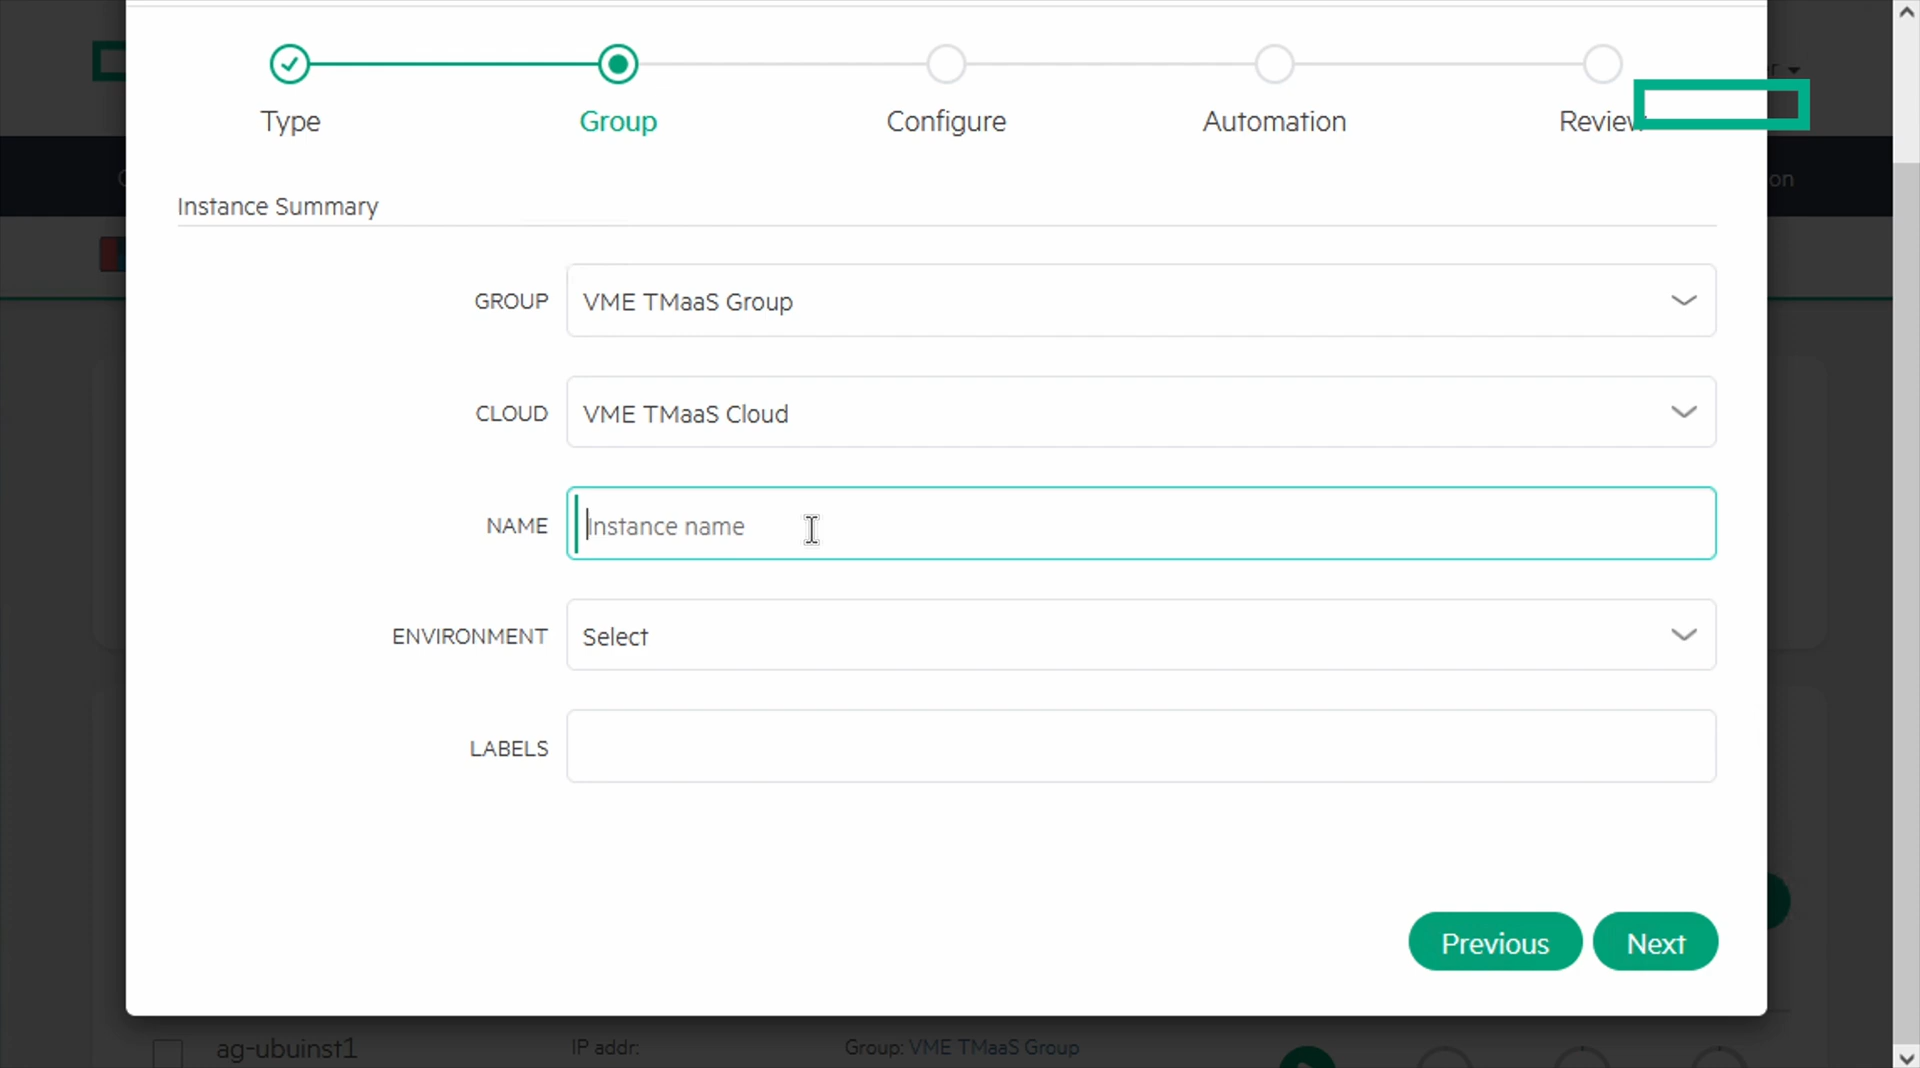 Type
Group
Configure
Automation
Review
on
Instance Summary
GROUP
VME TMaaS Group
CLOUD
VME TMaaS Cloud
NAME
Instance name
ENVIRONMENT
Select
LABELS
Previous
Next
ag-ubuinst1
IP addr:
Group: VME TMaaS Group